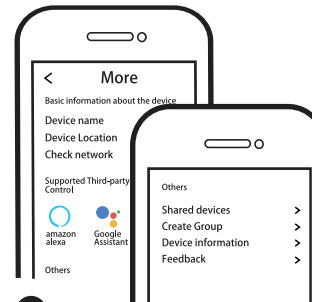 <
More
Basic information about the device
Device name
Device Location
Check network
Supported Third-party
Control
amazon
alexa
Google
Assistant
Others
Others
Shared devices >
Create Group >
Device information >
Feedback >